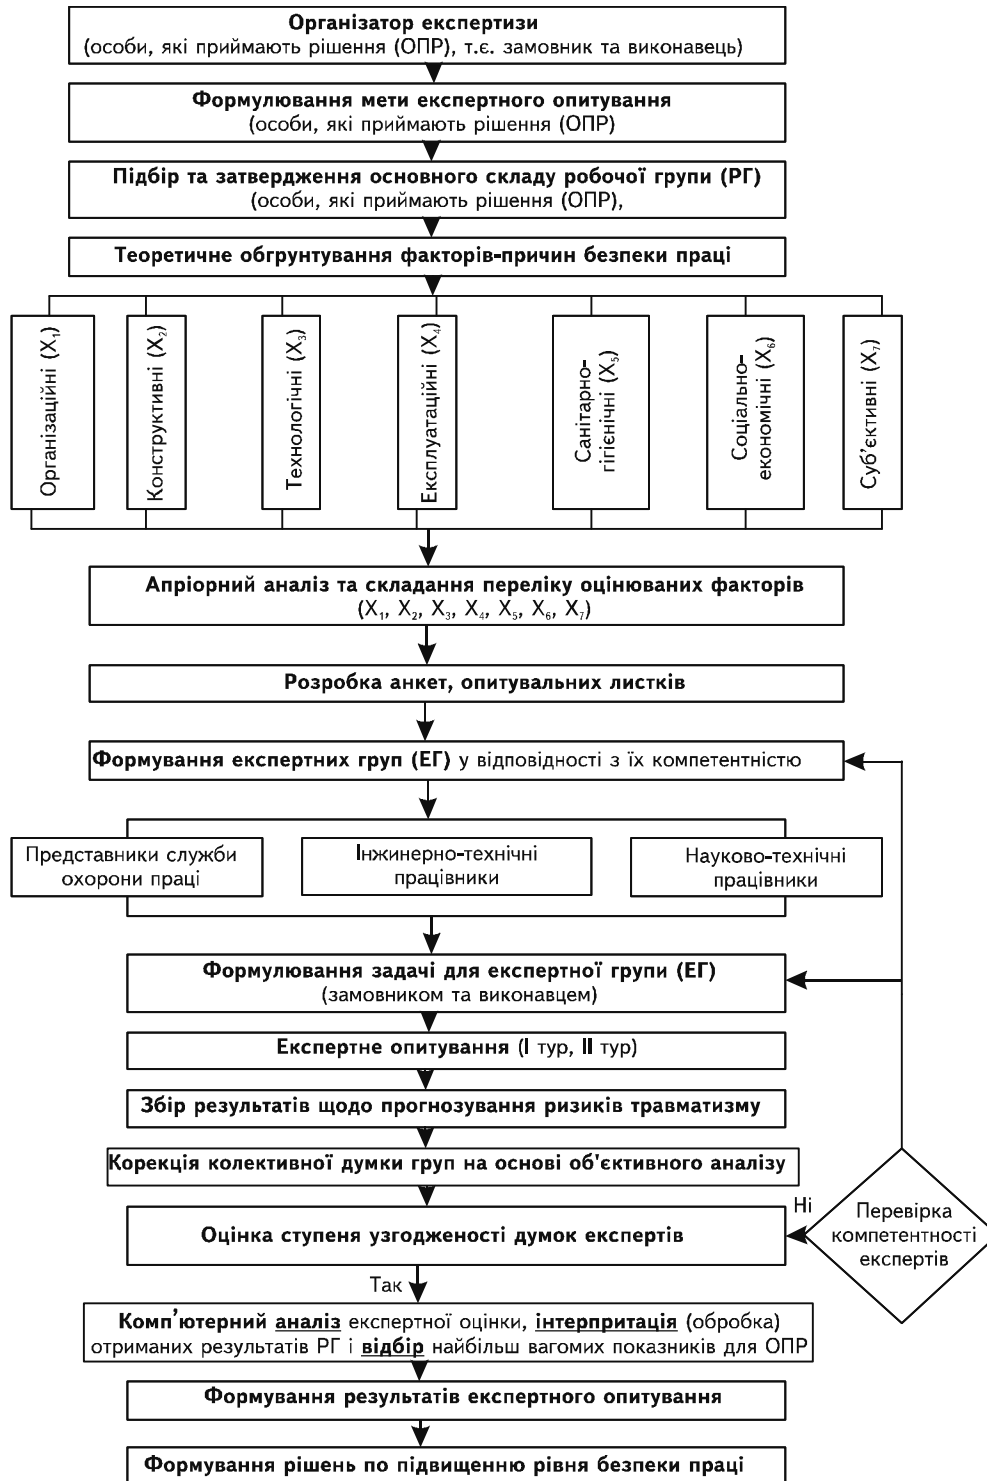 Організатор експертизи
(особи, які приймають рішення (ОПР), т.є. замовник та виконавець)
Формулювання мети експертного опитування
(особи, які приймають рішення (ОПР)
Підбір та затвердження основного складу робочої групи (РГ)
(особи, які приймають рішення (ОПР),
Теоретичне обгрунтування факторів-причин безпеки праці
Організаційні (X₁)
Конструктивні (X₂)
Технологічні (X₃)
Експлуатаційні (X₄)
Санітарно-
гігієнічні (X₅)
Соціально-
економічні (X₆)
Суб'єктивні (X₇)
Апріорний аналіз та складання переліку оцінюваних факторів
(X₁, X₂, X₃, X₄, X₅, X₆, X₇)
Розробка анкет, опитувальних листків
Формування експертних груп (ЕГ) у відповідності з їх компетентністю
Представники служби
охорони праці
Інжинерно-технічні
працівники
Науково-технічні
працівники
Формулювання задачі для експертної групи (ЕГ)
(замовником та виконавцем)
Експертне опитування (I тур, II тур)
Збір результатів щодо прогнозування ризиків травматизму
Корекція колективної думки груп на основі об'єктивного аналізу
Оцінка ступеня узгодженості думок експертів
Ні
Перевірка
компетентності
експертів
Так
Комп'ютерний аналіз експертної оцінки, інтерпритація (обробка)
отриманих результатів РГ і відбір найбільш вагомих показників для ОПР
Формування результатів експертного опитування
Формування рішень по підвищенню рівня безпеки праці